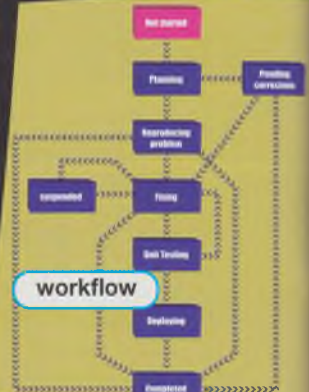 Not started
Planning
Pending
corrections
Reproducing
problem
suspended
Fixing
Unit Testing
workflow
Deploying
Completed